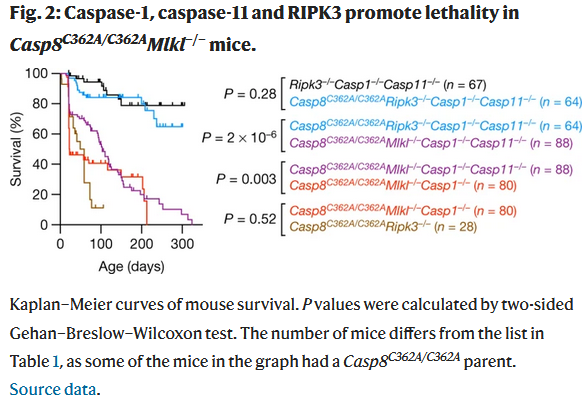 Fig. 2: Caspase-1, caspase-11 and RIPK3 promote lethality in
Casp8C362A/C362AMlkl−/− mice.
100
80
60
40
20
0
Survival (%)
0 100 200 300
Age (days)
P = 0.28
Ripk3−/−Casp1−/−Casp11−/− (n = 67)
Casp8C362A/C362ARipk3−/−Casp1−/−Casp11−/− (n = 64)
P = 2 × 10−6
Casp8C362A/C362ARipk3−/−Casp1−/−Casp11−/− (n = 64)
Casp8C362A/C362AMlkl−/−Casp1−/−Casp11−/− (n = 88)
P = 0.003
Casp8C362A/C362AMlkl−/−Casp1−/−Casp11−/− (n = 88)
Casp8C362A/C362AMlkl−/−Casp1−/− (n = 80)
P = 0.52
Casp8C362A/C362AMlkl−/−Casp1−/− (n = 80)
Casp8C362A/C362ARipk3−/− (n = 28)
Kaplan–Meier curves of mouse survival. P values were calculated by two-sided
Gehan–Breslow–Wilcoxon test. The number of mice differs from the list in
Table 1, as some of the mice in the graph had a Casp8C362A/C362A parent.
Source data.